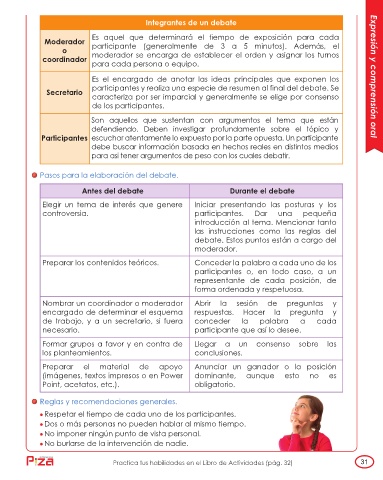 Integrantes de un debate
Moderador
o
coordinador
Es aquel que determinará el tiempo de exposición para cada
participante (generalmente de 3 a 5 minutos). Además, el
moderador se encarga de establecer el orden y asignar los turnos
para cada persona o equipo.
Secretario
Es el encargado de anotar las ideas principales que exponen los
participantes y realiza una especie de resumen al final del debate. Se
caracteriza por ser imparcial y generalmente se elige por consenso
de los participantes.
Participantes
Son aquellos que sustentan con argumentos el tema que están
defendiendo. Deben investigar profundamente sobre el tópico y
escuchar atentamente lo expuesto por la parte opuesta. Un participante
debe buscar información basada en hechos reales en distintos medios
para así tener argumentos de peso con los cuales debatir.
Expresión y comprensión oral
Pasos para la elaboración del debate.
Antes del debate
Durante el debate
Elegir un tema de interés que genere
controversia.
Iniciar presentando las posturas y los
participantes. Dar una pequeña
introducción al tema. Mencionar tanto
las instrucciones como las reglas del
debate. Estos puntos están a cargo del
moderador.
Preparar los contenidos teóricos.
Conceder la palabra a cada uno de los
participantes o, en todo caso, a un
representante de cada posición, de
forma ordenada y respetuosa.
Nombrar un coordinador o moderador
encargado de determinar el esquema
de trabajo, y a un secretario, si fuera
necesario.
Abrir la sesión de preguntas y
respuestas. Hacer la pregunta y
conceder la palabra a cada
participante que así lo desee.
Formar grupos a favor y en contra de
los planteamientos.
Llegar a un consenso sobre las
conclusiones.
Preparar el material de apoyo
(imágenes, textos impresos o en Power
Point, acetatos, etc.).
Anunciar un ganador o la posición
dominante, aunque esto no es
obligatorio.
Reglas y recomendaciones generales.
Respetar el tiempo de cada uno de los participantes.
Dos o más personas no pueden hablar al mismo tiempo.
No imponer ningún punto de vista personal.
No burlarse de la intervención de nadie.
Practica tus habilidades en el Libro de Actividades (pág. 32)
31